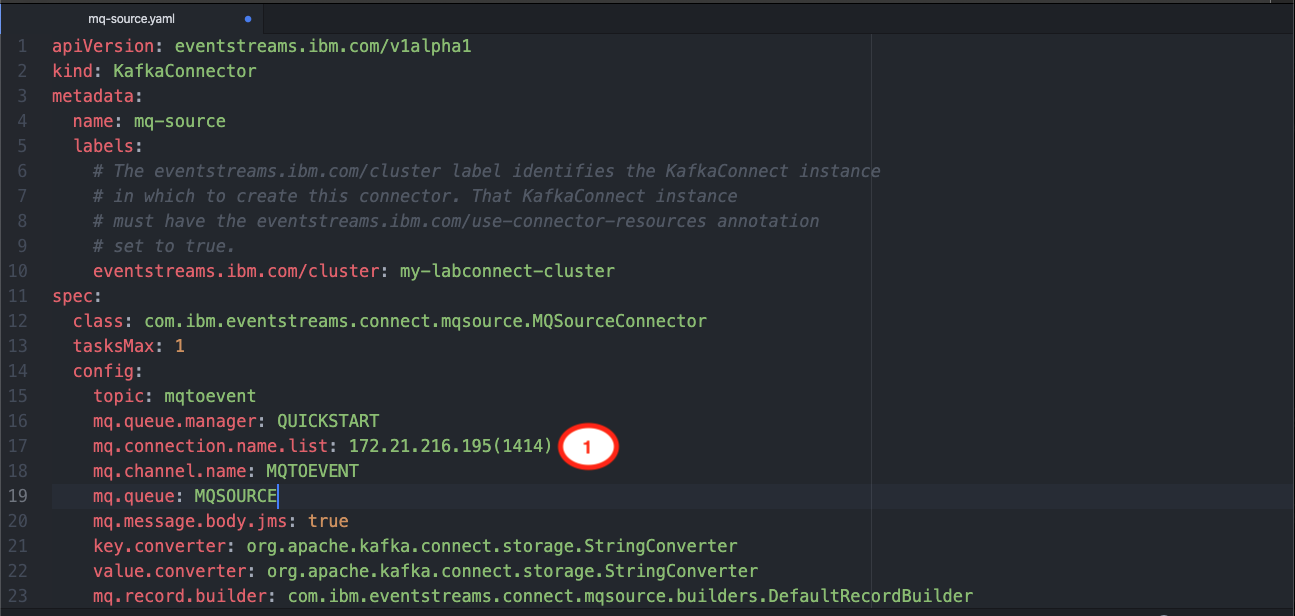 mq-source.yaml
1 apiVersion: eventstreams.ibm.com/v1alpha1
2 kind: KafkaConnector
3 metadata:
4   name: mq-source
5   labels:
6     # The eventstreams.ibm.com/cluster label identifies the KafkaConnect instance
7     # in which to create this connector. That KafkaConnect instance
8     # must have the eventstreams.ibm.com/use-connector-resources annotation
9     # set to true.
10     eventstreams.ibm.com/cluster: my-labconnect-cluster
11 spec:
12   class: com.ibm.eventstreams.connect.mqsource.MQSourceConnector
13   tasksMax: 1
14   config:
15     topic: mqtoevent
16     mq.queue.manager: QUICKSTART
17     mq.connection.name.list: 172.21.216.195(1414) 1
18     mq.channel.name: MQTOEVENT
19     mq.queue: MQSOURCE
20     mq.message.body.jms: true
21     key.converter: org.apache.kafka.connect.storage.StringConverter
22     value.converter: org.apache.kafka.connect.storage.StringConverter
23     mq.record.builder: com.ibm.eventstreams.connect.mqsource.builders.DefaultRecordBuilder